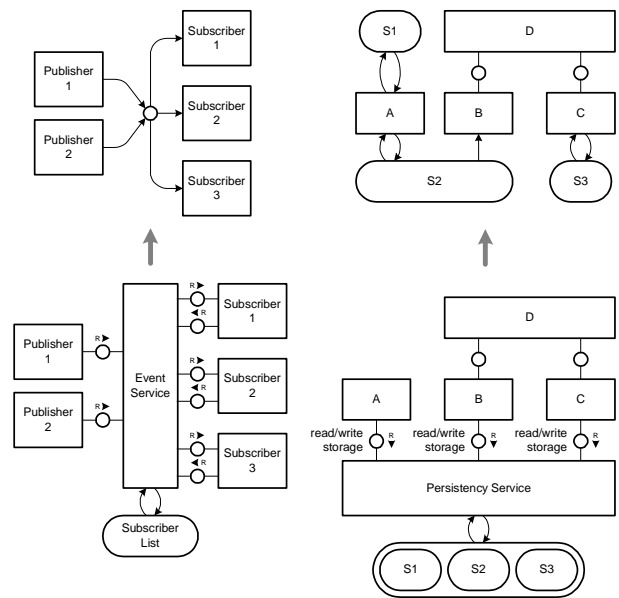 Publisher
1
Publisher
2
Subscriber
1
Subscriber
2
Subscriber
3
S1
D
A
B
C
S2
S3
Publisher
1
Publisher
2
R
R
Event
Service
R
R
Subscriber
1
R
R
Subscriber
2
R
R
Subscriber
3
Subscriber
List
D
A
B
C
read/write
storage
R
read/write
storage
R
read/write
storage
R
Persistency Service
S1
S2
S3